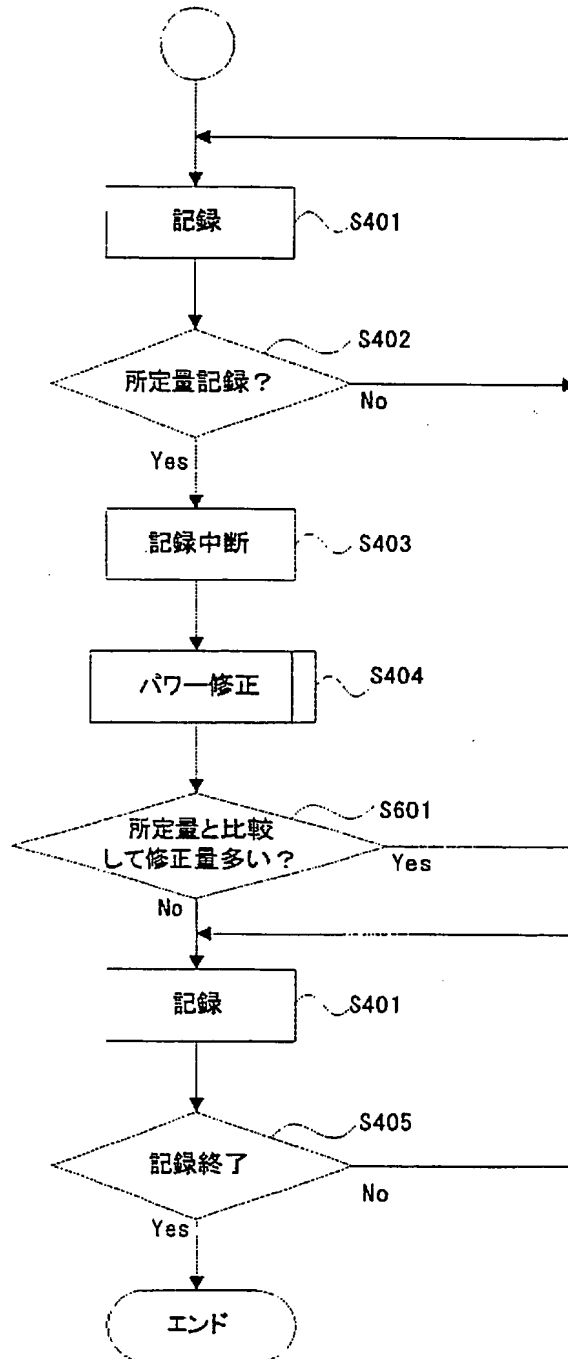 記録
S401
S402
所定量記録？
No
Yes
記録中断
S403
パワー修正
S404
S601
所定量と比較
して修正量多い？
Yes
No
記録
S401
S405
記録終了
No
Yes
エンド